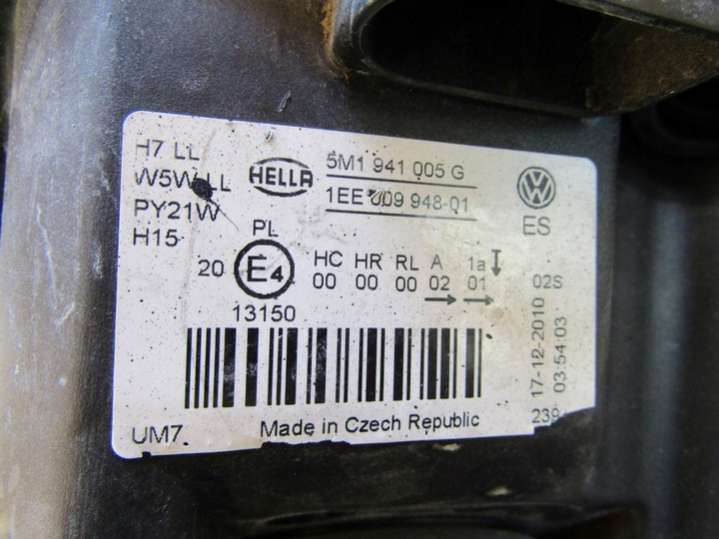 H7 LL
W5W LL
PY21W
H15
HELLA
5M1 941 005 G
1EE 009 948-01
VW
ES
PL
20 E4 HC HR RL A 1a
00 00 00 02 01
02S
13150
17-12-2010
03:54:03
UM7
Made in Czech Republic